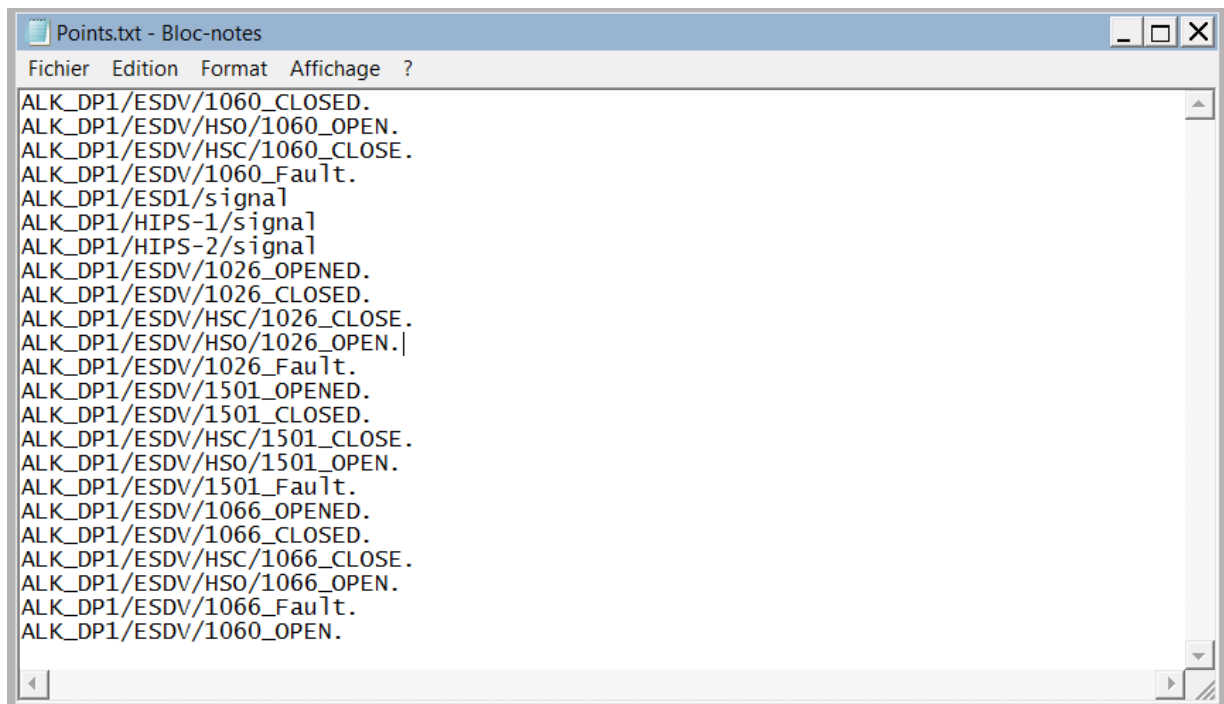 Points.txt - Bloc-notes
Fichier Edition Format Affichage ?
ALK_DP1/ESDV/1060_CLOSED.
ALK_DP1/ESDV/HSO/1060_OPEN.
ALK_DP1/ESDV/HSC/1060_CLOSE.
ALK_DP1/ESDV/1060_Fault.
ALK_DP1/ESD1/signal
ALK_DP1/HIPS-1/signal
ALK_DP1/HIPS-2/signal
ALK_DP1/ESDV/1026_OPENED.
ALK_DP1/ESDV/1026_CLOSED.
ALK_DP1/ESDV/HSC/1026_CLOSE.
ALK_DP1/ESDV/HSO/1026_OPEN.
ALK_DP1/ESDV/1026_Fault.
ALK_DP1/ESDV/1501_OPENED.
ALK_DP1/ESDV/1501_CLOSED.
ALK_DP1/ESDV/HSC/1501_CLOSE.
ALK_DP1/ESDV/HSO/1501_OPEN.
ALK_DP1/ESDV/1501_Fault.
ALK_DP1/ESDV/1066_OPENED.
ALK_DP1/ESDV/1066_CLOSED.
ALK_DP1/ESDV/HSC/1066_CLOSE.
ALK_DP1/ESDV/HSO/1066_OPEN.
ALK_DP1/ESDV/1066_Fault.
ALK_DP1/ESDV/1060_OPEN.